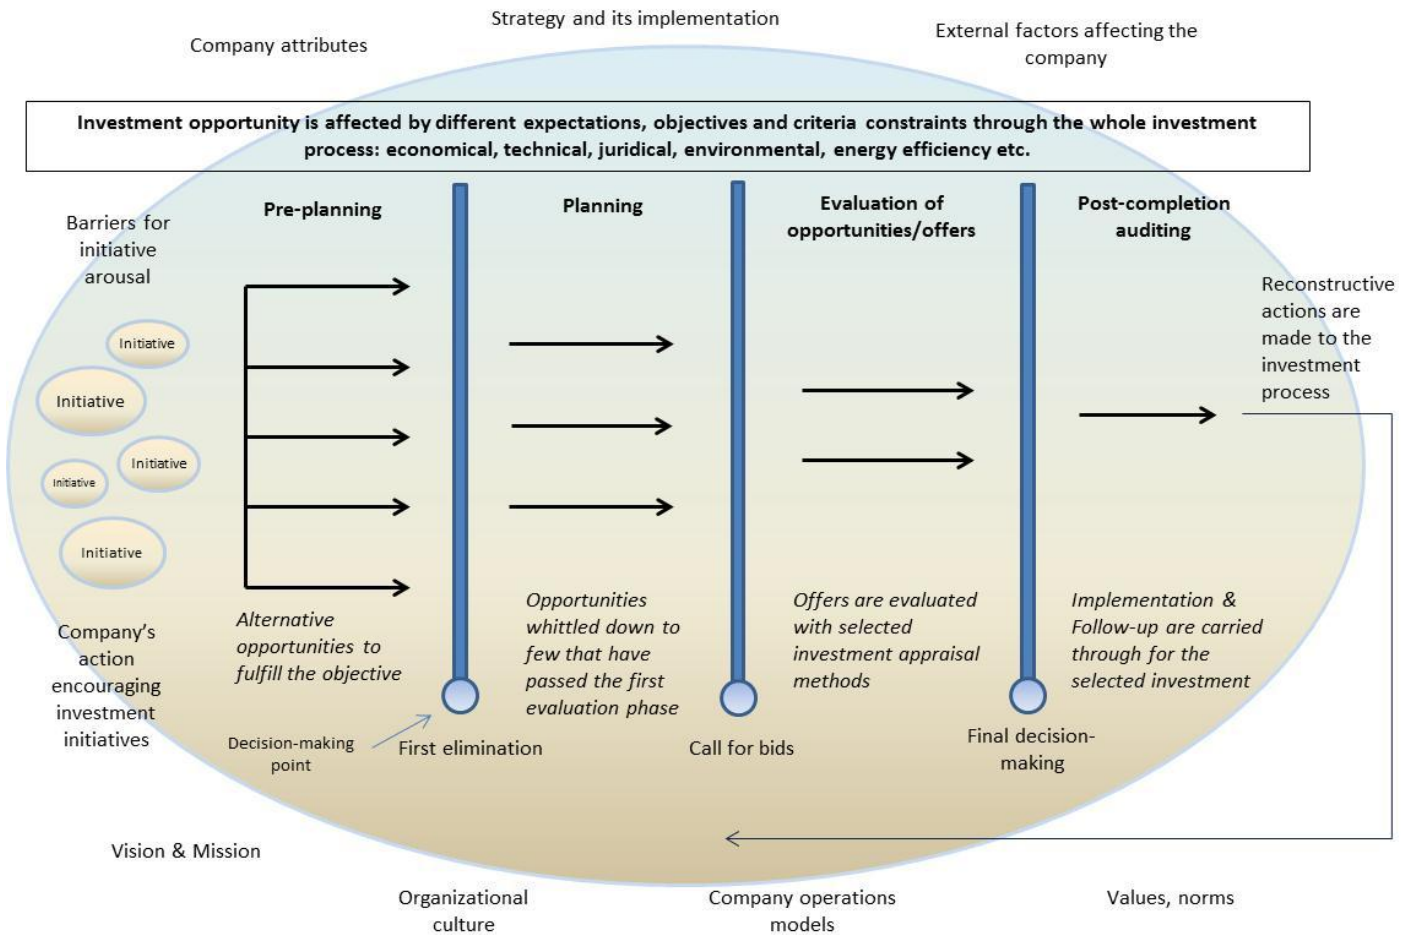 Strategy and its implementation
Company attributes
External factors affecting the
company
Investment opportunity is affected by different expectations, objectives and criteria constraints through the whole investment
process: economical, technical, juridical, environmental, energy efficiency etc.
Barriers for
initiative
arousal
Pre-planning
Planning
Evaluation of
opportunities/offers
Post-completion
auditing
Reconstructive
actions are
made to the
investment
process
Initiative
Initiative
Initiative
Initiative
Initiative
Company's
action
encouraging
investment
initiatives
Alternative
opportunities to
fulfill the objective
Opportunities
whittled down to
few that have
passed the first
evaluation phase
Offers are evaluated
with selected
investment appraisal
methods
Implementation &
Follow-up are carried
through for the
selected investment
Decision-making
point
First elimination
Call for bids
Final decision-
making
Vision & Mission
Organizational
culture
Company operations
models
Values, norms